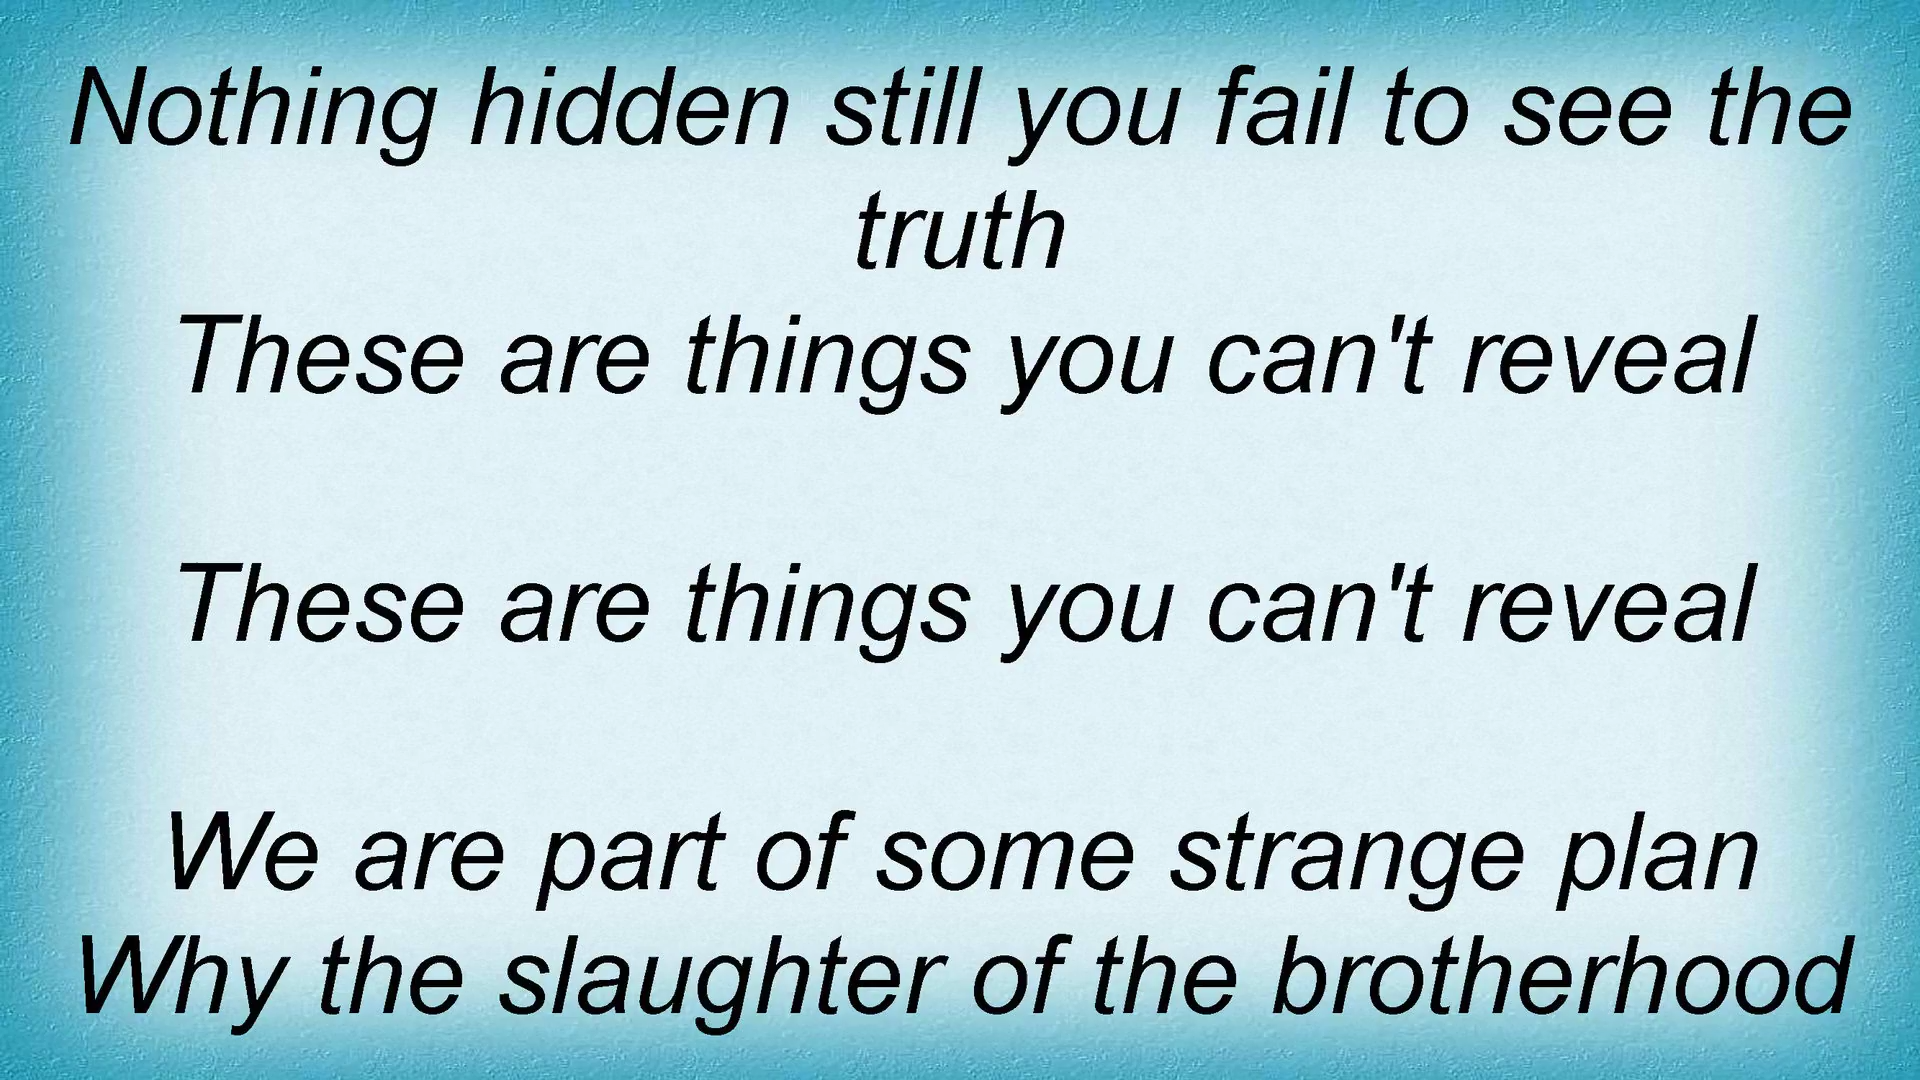 Nothing hidden still you fail to see the
truth
These are things you can't reveal
These are things you can't reveal
We are part of some strange plan
Why the slaughter of the brotherhood